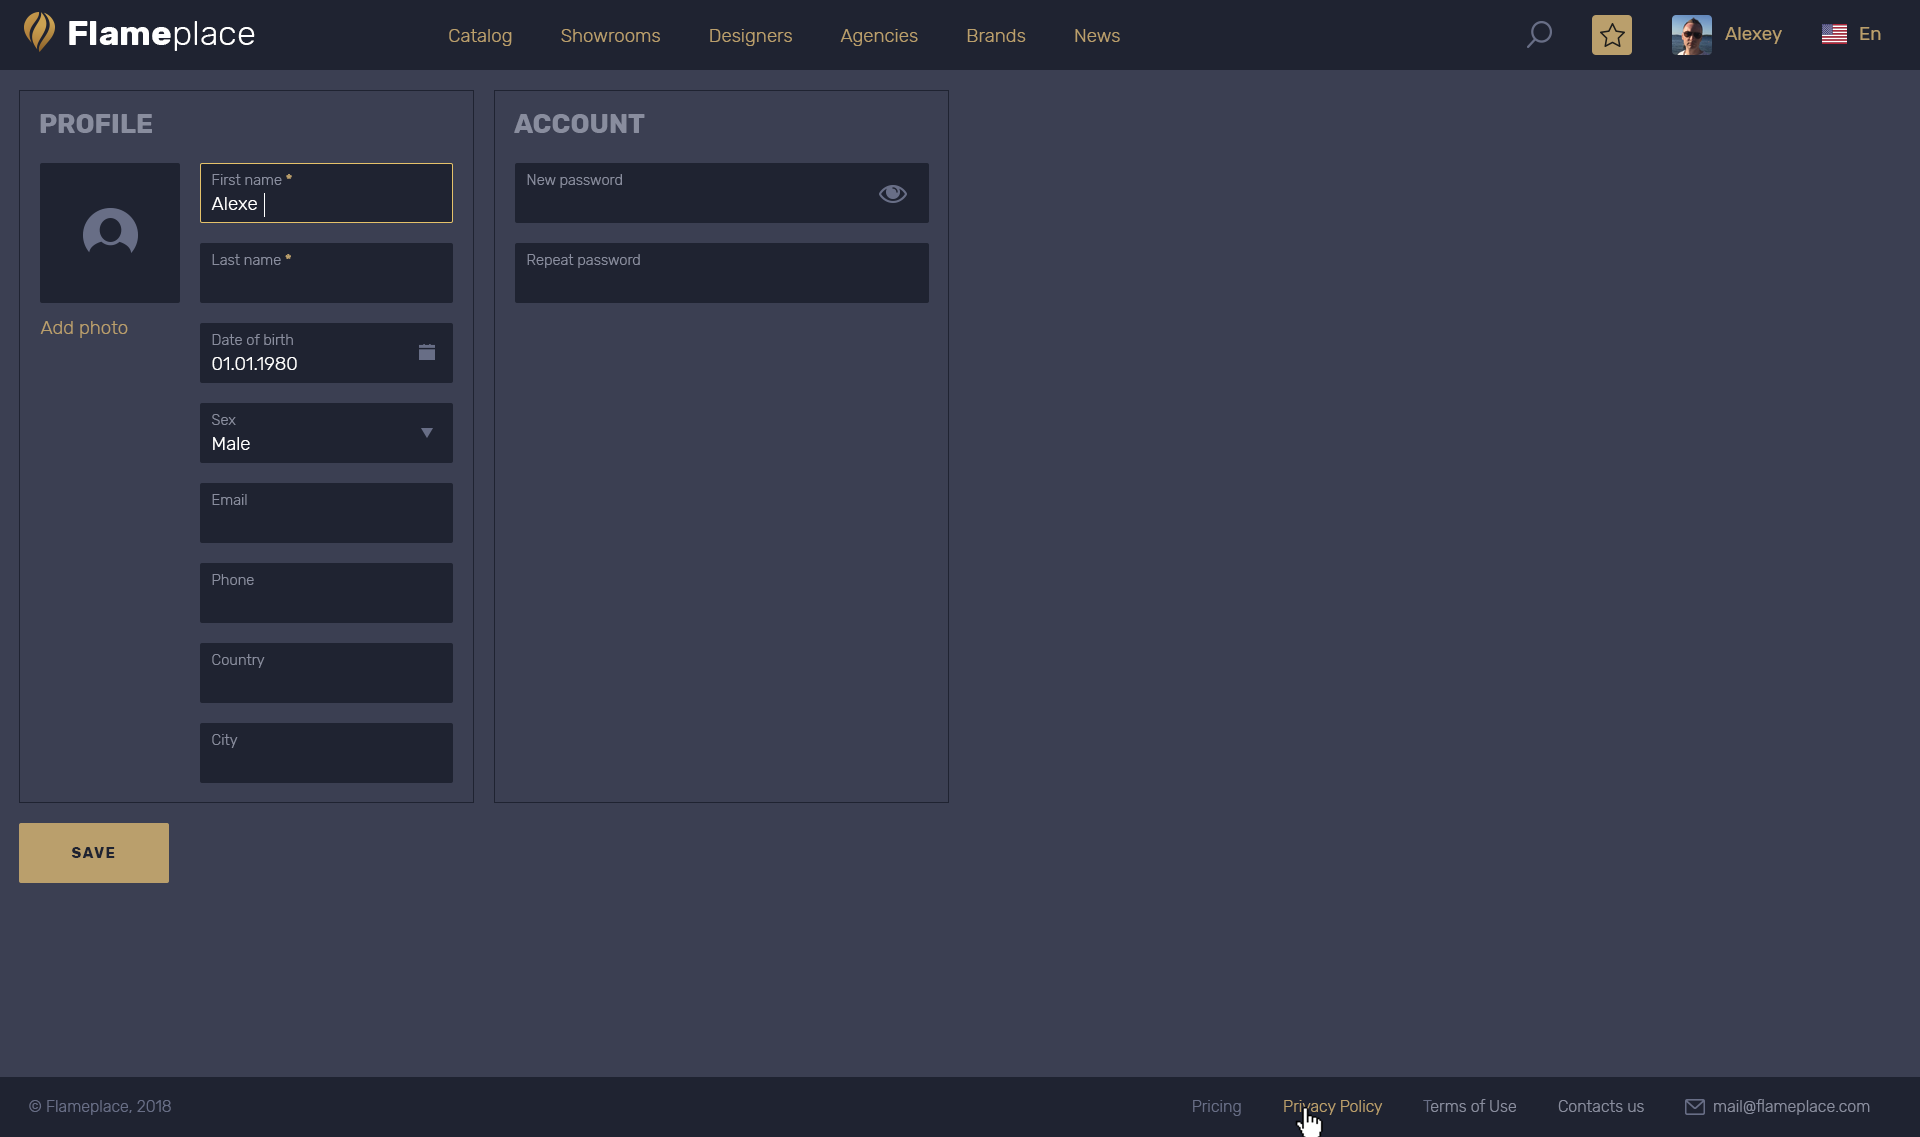 Flameplace
Catalog Showrooms Designers Agencies Brands News
Alexey En
PROFILE
First name *
Alexe
Last name *
Add photo
Date of birth
01.01.1980
Sex
Male
Email
Phone
Country
City
ACCOUNT
New password
Repeat password
SAVE
© Flameplace, 2018
Pricing Privacy Policy Terms of Use Contacts us mail@flameplace.com